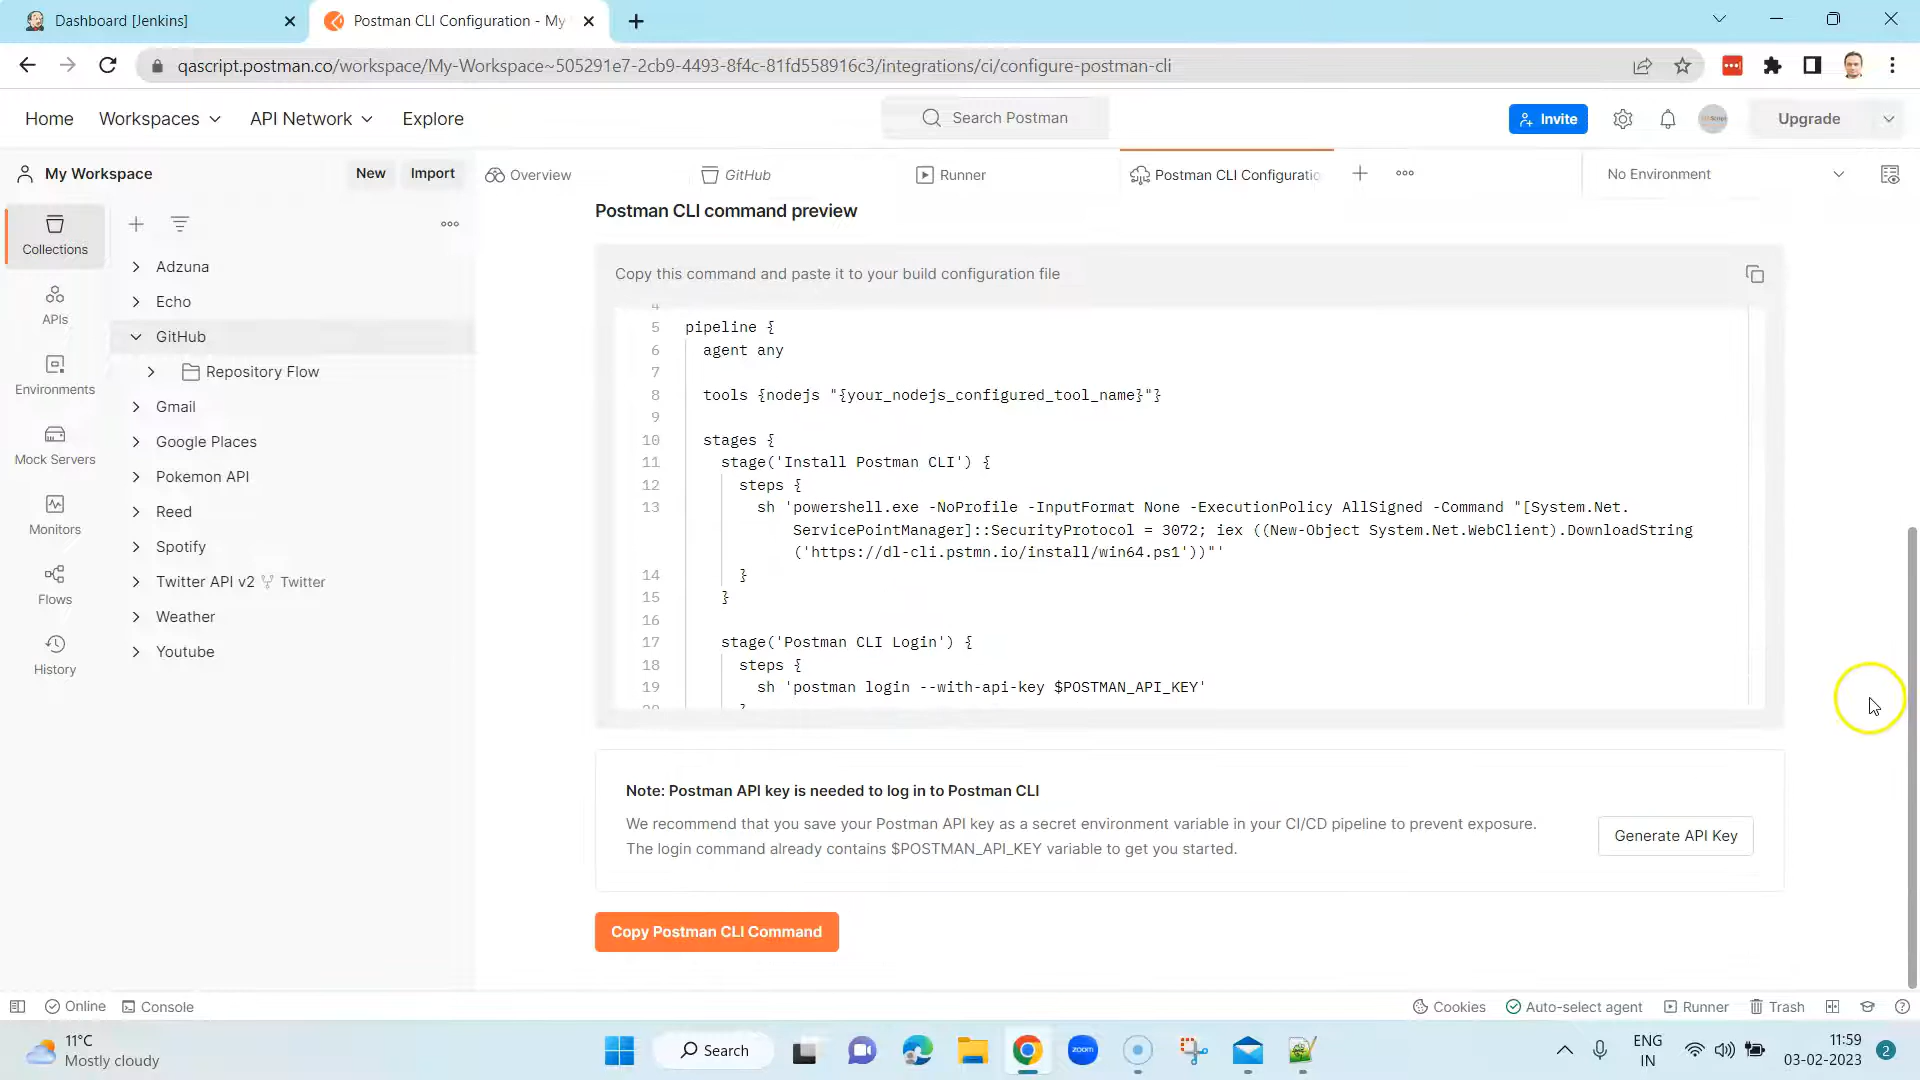 Dashboard [Jenkins]
Postman CLI Configuration - My
qascript.postman.co/workspace/My-Workspace~505291e7-2cb9-4493-8f4c-81fd558916c3/integrations/ci/configure-postman-cli
Home Workspaces API Network Explore
Search Postman
Invite
Upgrade
My Workspace New Import
Overview GitHub Runner Postman CLI Configuratio
No Environment
Collections
APIs
Environments
Mock Servers
Monitors
Flows
History
Adzuna
Echo
GitHub
Repository Flow
Gmail
Google Places
Pokemon API
Reed
Spotify
Twitter API v2 Twitter
Weather
Youtube
Postman CLI command preview
Copy this command and paste it to your build configuration file
4
5 pipeline {
6 agent any
7
8 tools {nodejs "{your_nodejs_configured_tool_name}"}
9
10 stages {
11 stage('Install Postman CLI') {
12 steps {
13 sh 'powershell.exe -NoProfile -InputFormat None -ExecutionPolicy AllSigned -Command "[System.Net.
ServicePointManager]::SecurityProtocol = 3072; iex ((New-Object System.Net.WebClient).DownloadString
('https://dl-cli.pstmn.io/install/win64.ps1'))"'
14 }
15 }
16
17 stage('Postman CLI Login') {
18 steps {
19 sh 'postman login --with-api-key $POSTMAN_API_KEY'
20 }
Note: Postman API key is needed to log in to Postman CLI
We recommend that you save your Postman API key as a secret environment variable in your CI/CD pipeline to prevent exposure.
The login command already contains $POSTMAN_API_KEY variable to get you started.
Generate API Key
Copy Postman CLI Command
Online Console
Cookies Auto-select agent Runner Trash
11°C
Mostly cloudy
Search
zoom
ENG
IN
11:59
03-02-2023
2